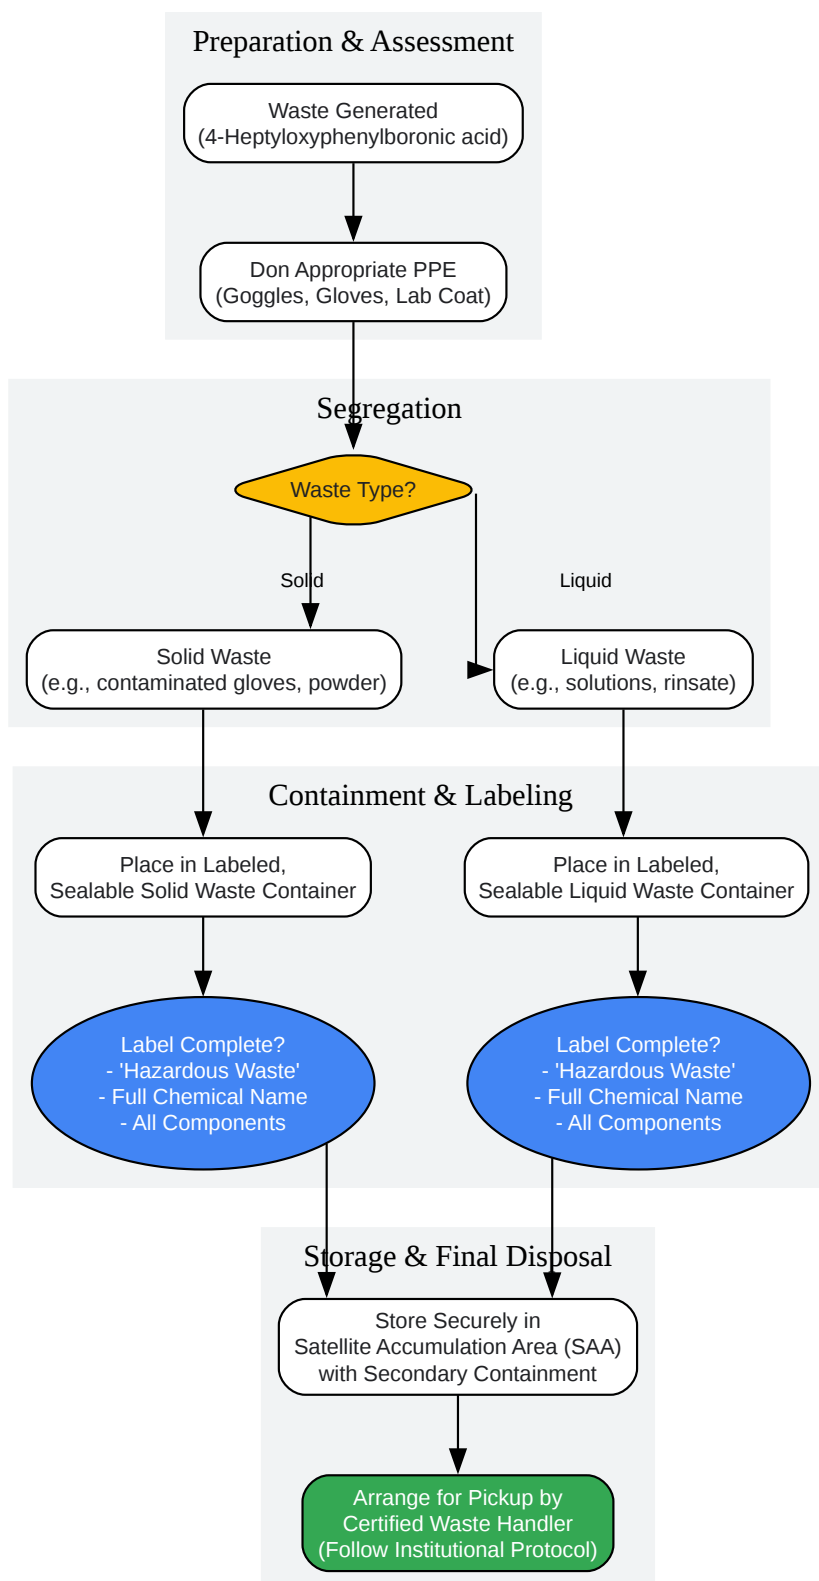 Preparation & Assessment
Waste Generated
(4-Heptyloxyphenylboronic acid)
Don Appropriate PPE
(Goggles, Gloves, Lab Coat)
Segregation
Waste Type?
Solid
Liquid
Solid Waste
(e.g., contaminated gloves, powder)
Liquid Waste
(e.g., solutions, rinsate)
Containment & Labeling
Place in Labeled,
Sealable Solid Waste Container
Place in Labeled,
Sealable Liquid Waste Container
Label Complete?
- 'Hazardous Waste'
- Full Chemical Name
- All Components
Label Complete?
- 'Hazardous Waste'
- Full Chemical Name
- All Components
Storage & Final Disposal
Store Securely in
Satellite Accumulation Area (SAA)
with Secondary Containment
Arrange for Pickup by
Certified Waste Handler
(Follow Institutional Protocol)